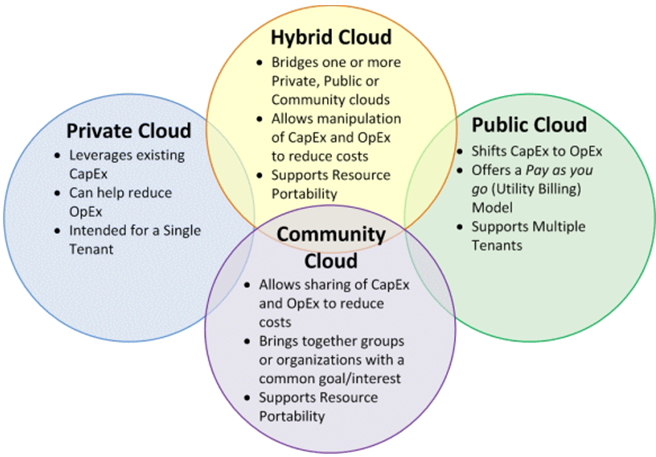 Hybrid Cloud
• Bridges one or more
Private, Public or
Community clouds
• Allows manipulation
of CapEx and OpEx
to reduce costs
• Supports Resource
Portability
Private Cloud
• Leverages existing
CapEx
• Can help reduce
OpEx
• Intended for a Single
Tenant
Public Cloud
• Shifts CapEx to OpEx
• Offers a Pay as you
go (Utility Billing)
Model
• Supports Multiple
Tenants
Community
Cloud
• Allows sharing of CapEx
and OpEx to reduce
costs
• Brings together groups
or organizations with a
common goal/interest
• Supports Resource
Portability